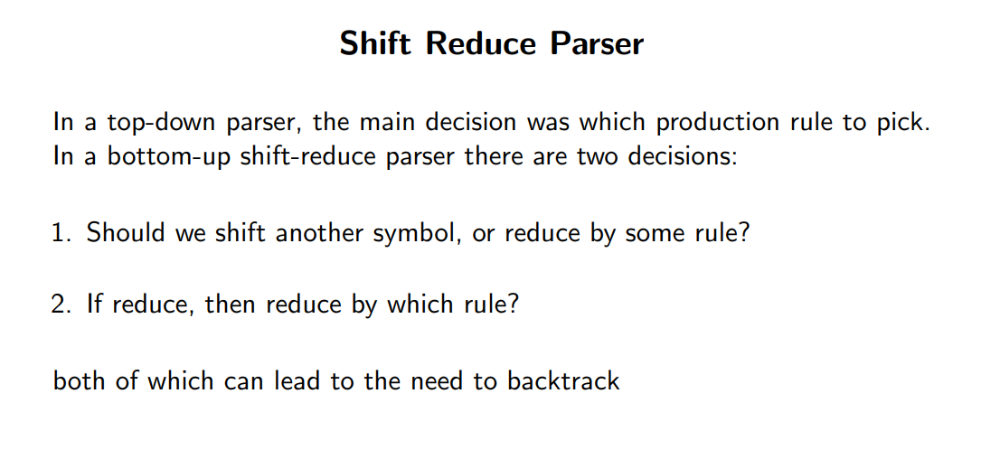 Shift Reduce Parser
In a top-down parser, the main decision was which production rule to pick.
In a bottom-up shift-reduce parser there are two decisions:
1. Should we shift another symbol, or reduce by some rule?
2. If reduce, then reduce by which rule?
both of which can lead to the need to backtrack